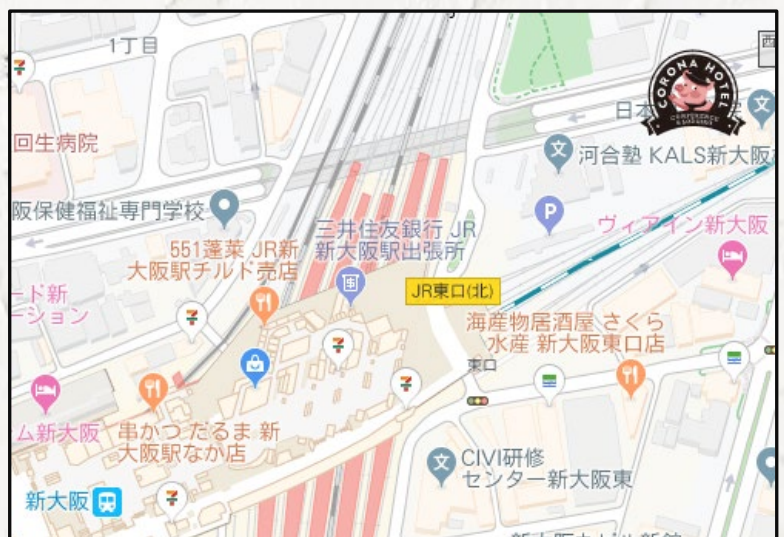 1丁目
西
CORONA HOTEL
CONFERENCE & LODGING
回生病院
日本
河合塾 KALS新大阪
阪保健福祉専門学校
三井住友銀行 JR
新大阪駅出張所
ヴィアイン新大阪
551蓬莱 JR新
大阪駅チルド売店
JR東口(北)
ード新
ーション
海産物居酒屋 さくら
水産 新大阪東口店
東口
ム新大阪
串かつ だるま 新
大阪駅なか店
CIVI研修
センター新大阪東
新大阪